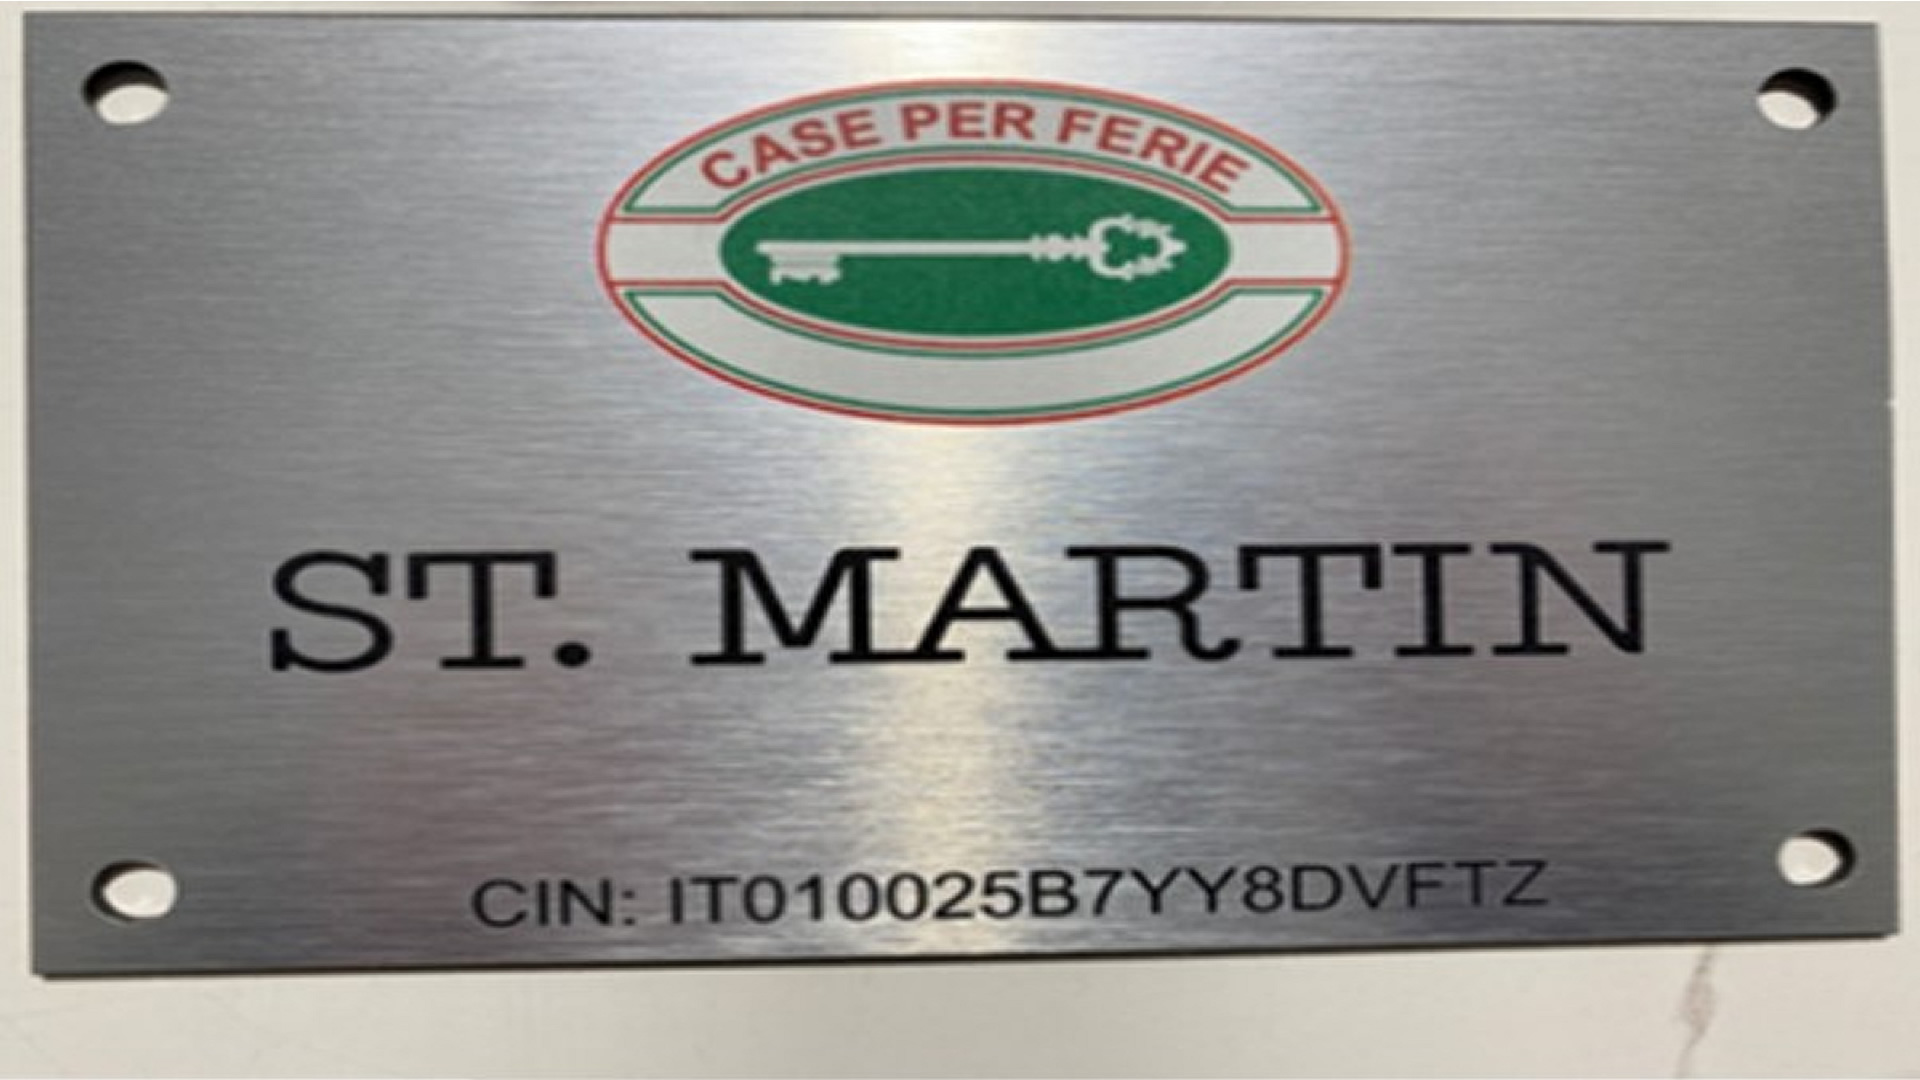 CASE PER FERIE
ST. MARTIN
CIN: IT010025B7YY8DVFTZ